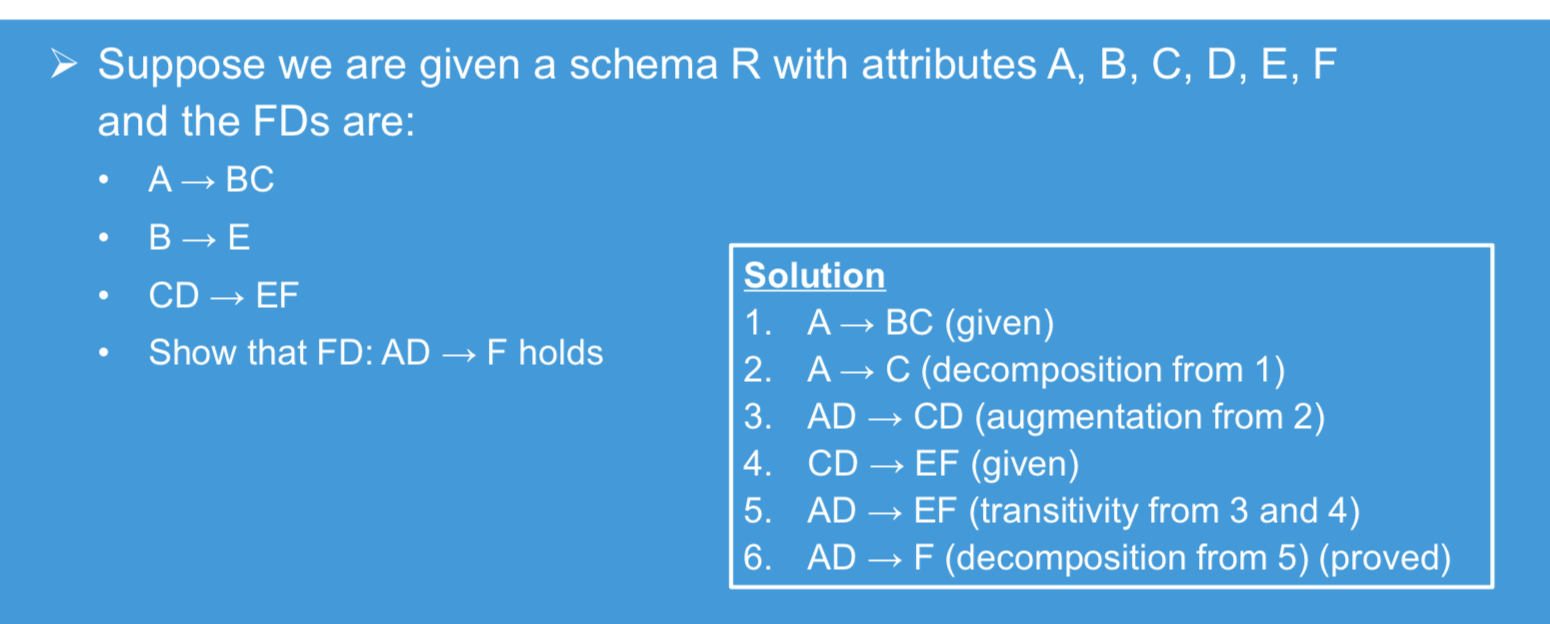 ➢ Suppose we are given a schema R with attributes A, B, C, D, E, F
and the FDs are:
• A → BC
• B → E
• CD → EF
• Show that FD: AD → F holds
Solution
1. A → BC (given)
2. A → C (decomposition from 1)
3. AD → CD (augmentation from 2)
4. CD → EF (given)
5. AD → EF (transitivity from 3 and 4)
6. AD → F (decomposition from 5) (proved)